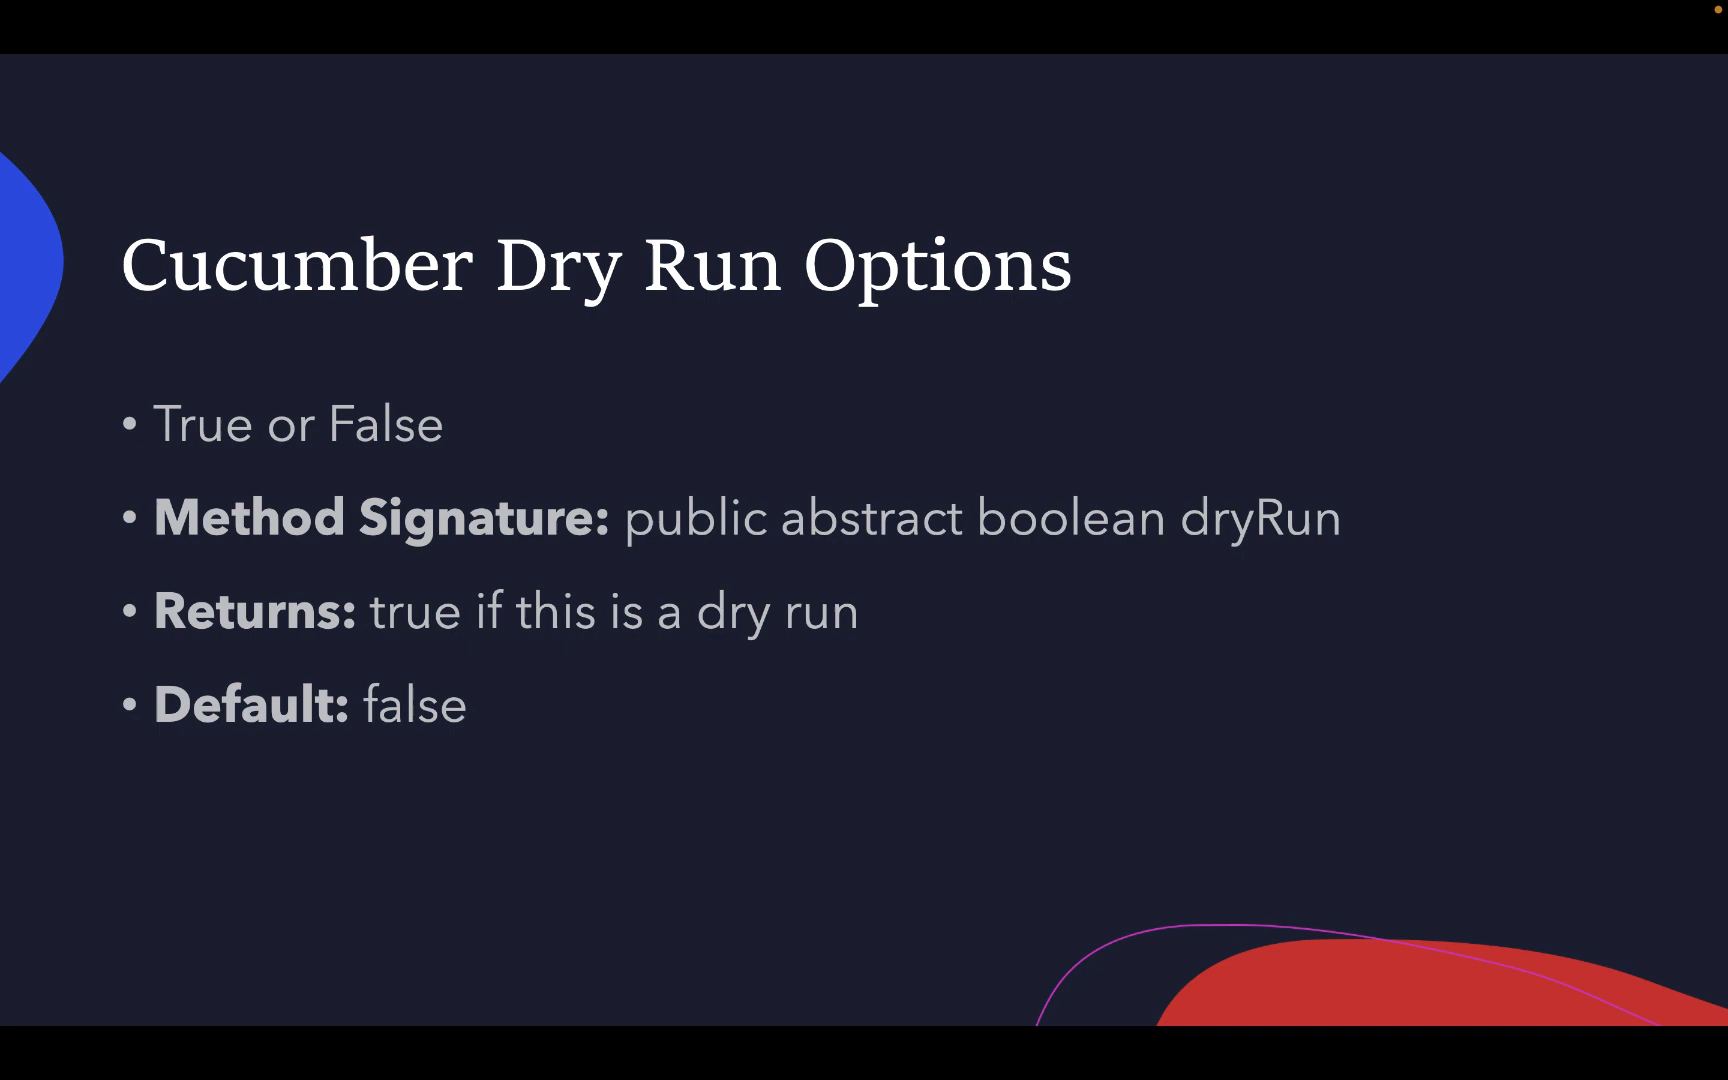 Cucumber Dry Run Options
• True or False
• Method Signature: public abstract boolean dryRun
• Returns: true if this is a dry run
• Default: false